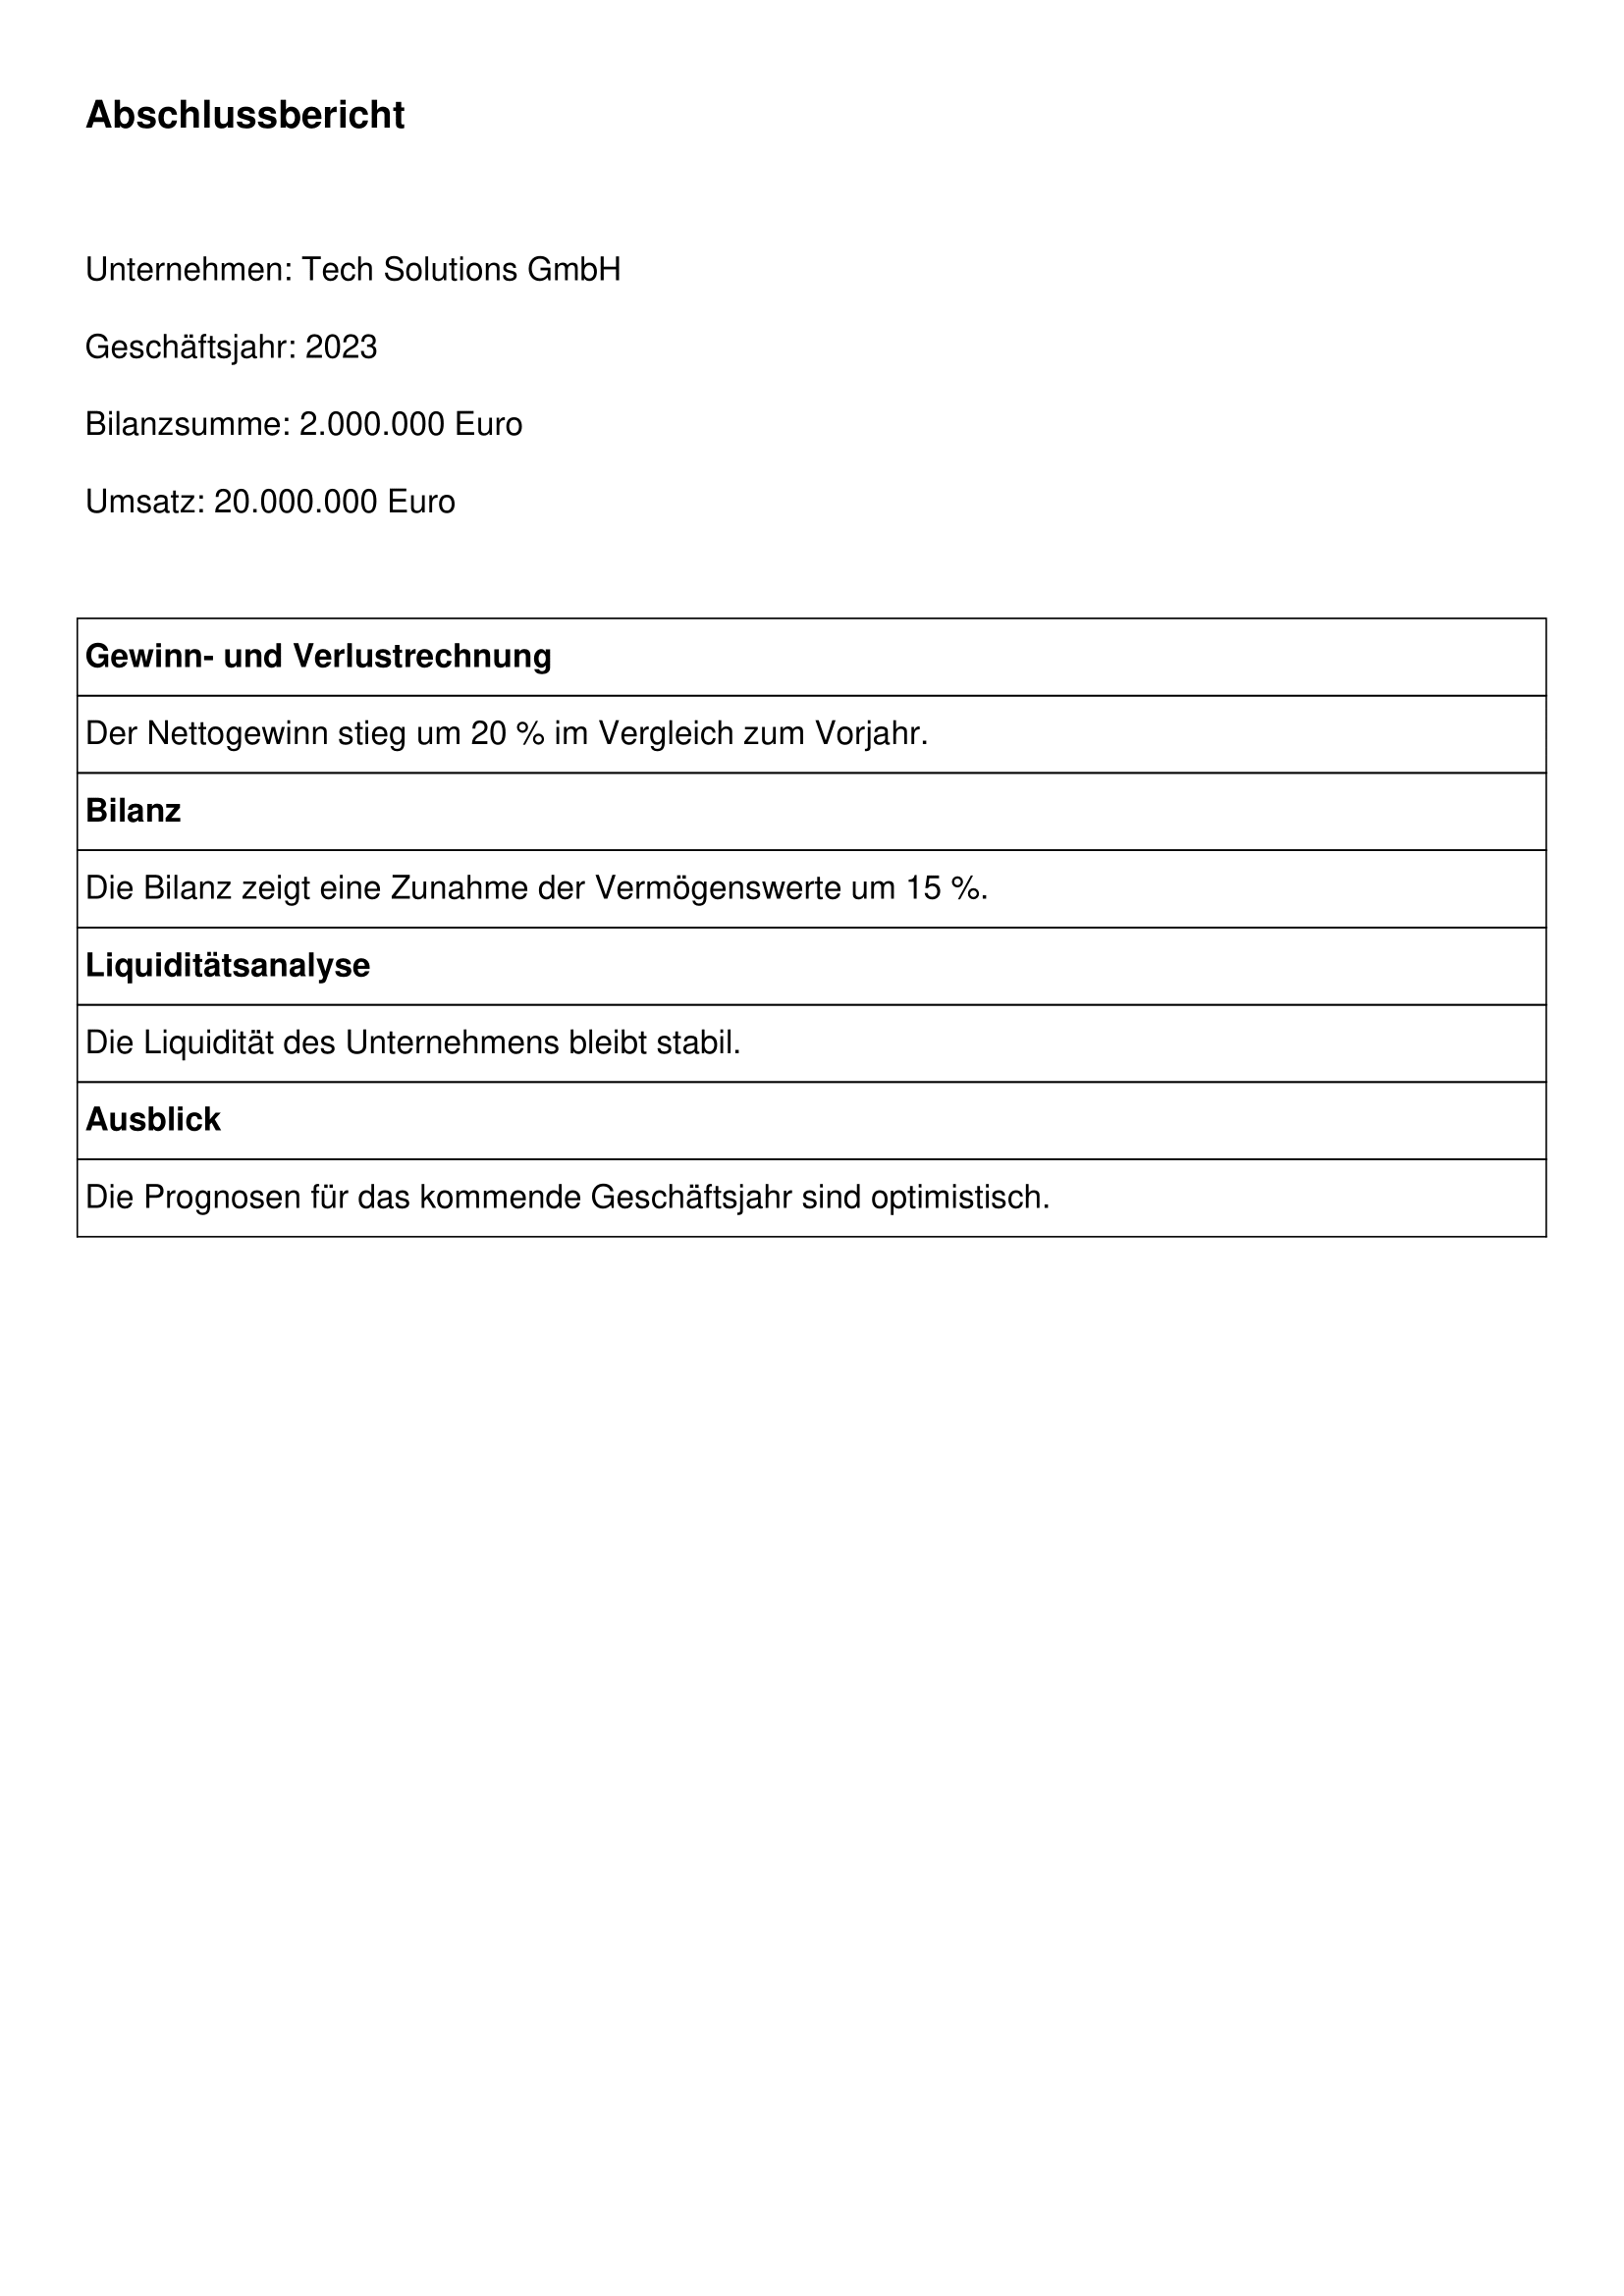 Abschlussbericht
Unternehmen: Tech Solutions GmbH
Geschäftsjahr: 2023
Bilanzsumme: 2.000.000 Euro
Umsatz: 20.000.000 Euro
Gewinn- und Verlustrechnung
Der Nettogewinn stieg um 20 % im Vergleich zum Vorjahr.
Bilanz
Die Bilanz zeigt eine Zunahme der Vermögenswerte um 15 %.
Liquiditätsanalyse
Die Liquidität des Unternehmens bleibt stabil.
Ausblick
Die Prognosen für das kommende Geschäftsjahr sind optimistisch.